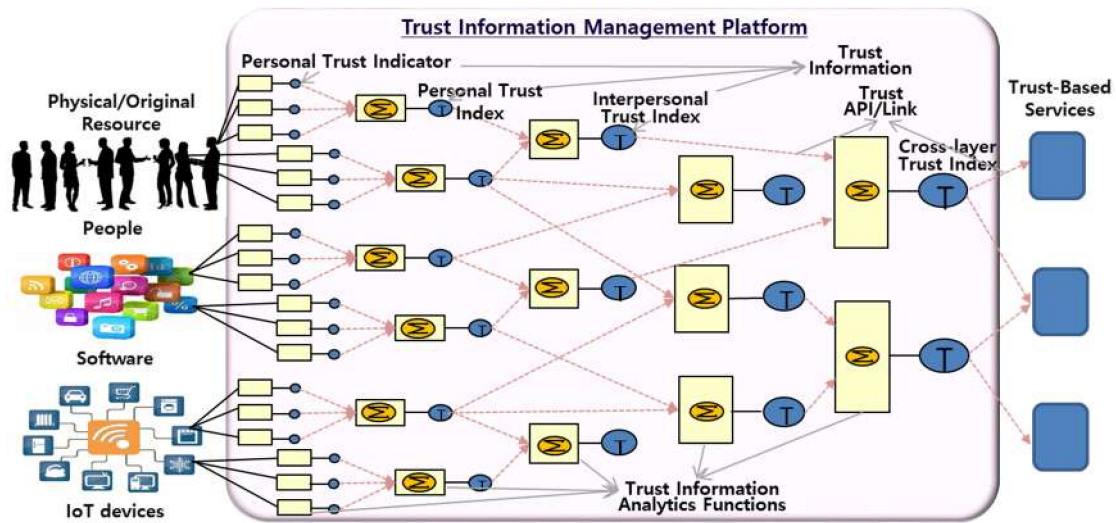 Trust Information Management Platform
Personal Trust Indicator
Trust
Information
Physical/Original
Resource
Personal Trust
Index
Interpersonal
Trust Index
Trust
API/Link
Trust-Based
Services
Cross-layer
Trust Index
People
Software
IoT devices
Trust Information
Analytics Functions
Σ T
Σ T
Σ T
Σ T
Σ T
Σ T
Σ T
Σ T
Σ T
Σ T
Σ T
Σ T
Σ T
Σ T